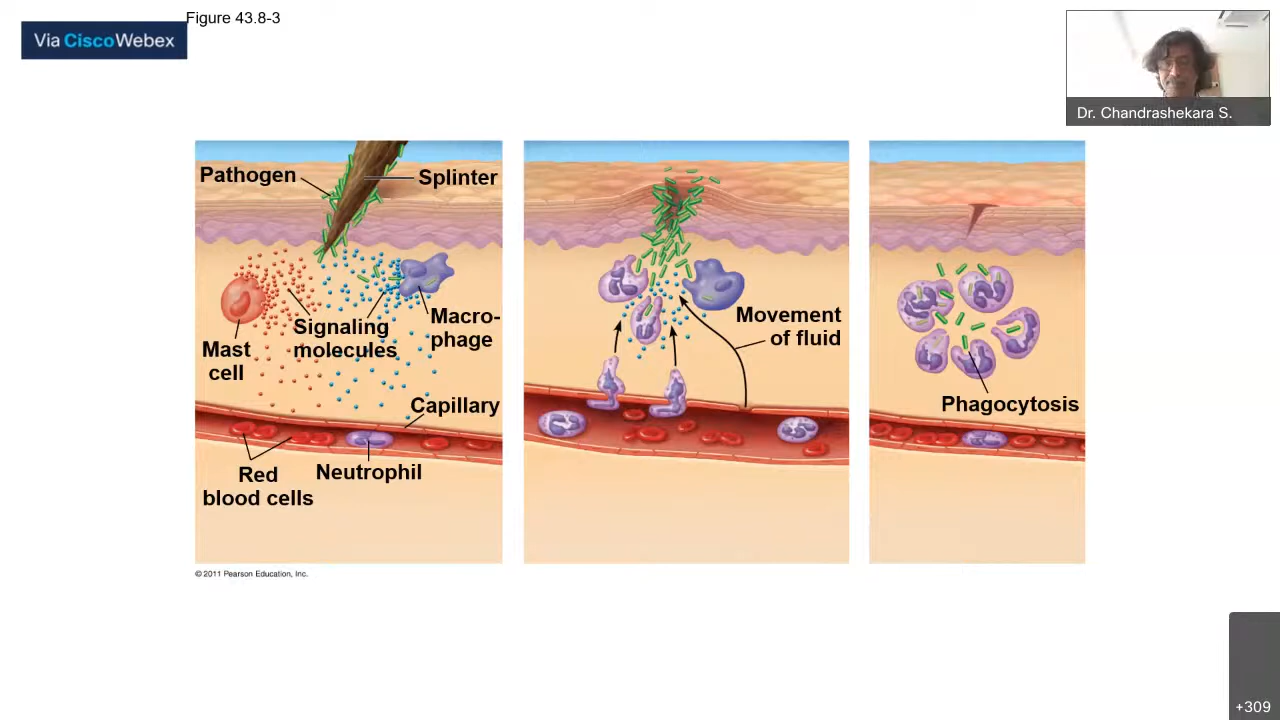 Figure 43.8-3
Via CiscoWebex
Dr. Chandrashekara S.
Pathogen
Splinter
Signaling
molecules
Macro-
phage
Mast
cell
Capillary
Red
blood cells
Neutrophil
Movement
of fluid
Phagocytosis
© 2011 Pearson Education, Inc.
+309